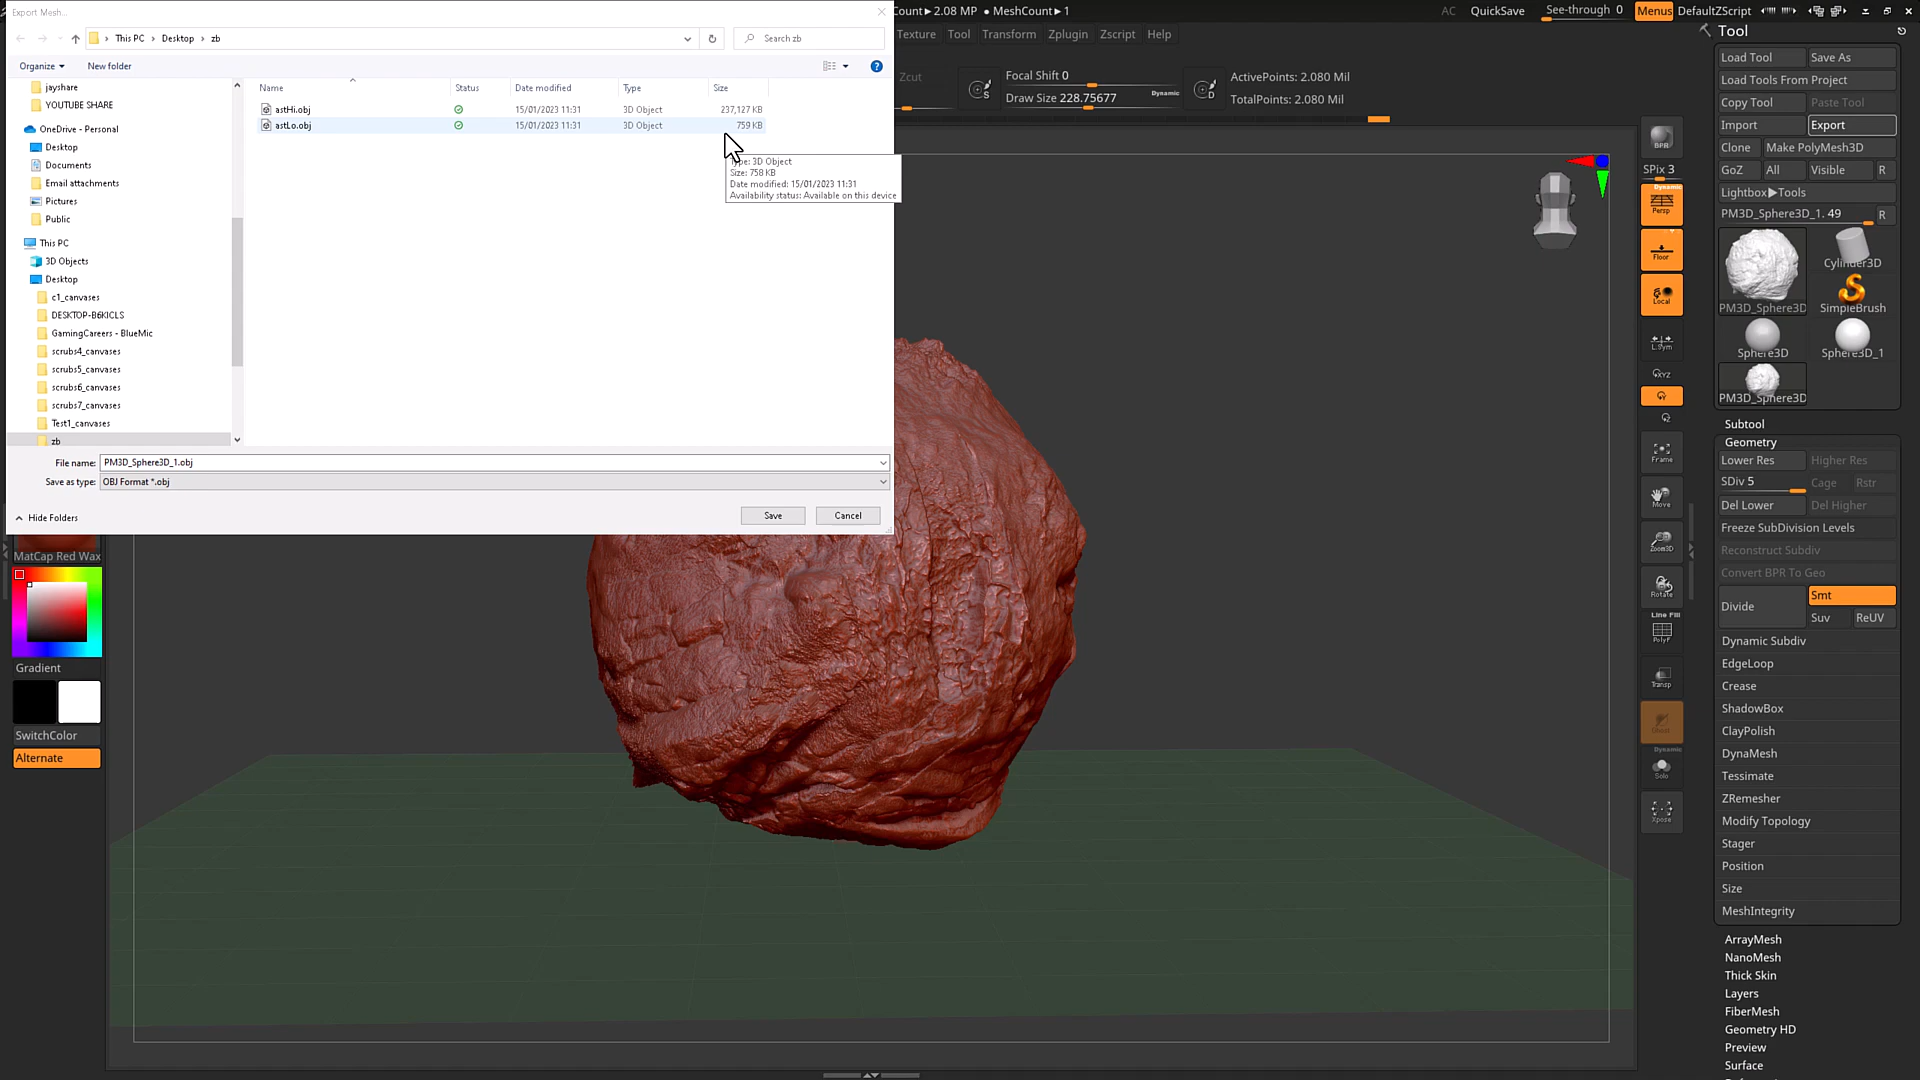 Export Mesh...
Count►2.08 MP ● MeshCount►1
AC QuickSave See-through 0 Menus DefaultZScript
Texture Tool Transform Zplugin Zscript Help
This PC > Desktop > zb
Search zb
Organize New folder
Name Status Date modified Type Size
astHi.obj 15/01/2023 11:31 3D Object 237,127 KB
astLo.obj 15/01/2023 11:31 3D Object 759 KB
Type: 3D Object
Size: 758 KB
Date modified: 15/01/2023 11:31
Availability status: Available on this device
jayshare
YOUTUBE SHARE
OneDrive - Personal
Desktop
Documents
Email attachments
Pictures
Public
This PC
3D Objects
Desktop
c1_canvases
DESKTOP-B6KICLS
GamingCareers - BlueMic
scrubs4_canvases
scrubs5_canvases
scrubs6_canvases
scrubs7_canvases
Test1_canvases
zb
File name: PM3D_Sphere3D_1.obj
Save as type: OBJ Format *.obj
Hide Folders
Save Cancel
Zcut
Focal Shift 0
Draw Size 228.75677
Dynamic
S
D
ActivePoints: 2.080 Mil
TotalPoints: 2.080 Mil
MatCap Red Wax
Gradient
SwitchColor
Alternate
BPR
SPix 3
Dynamic
Persp
Floor
Local
L.Sym
Frame
Move
Zoom3D
Rotate
Line Fill
PolyF
Transp
Dynamic
Solo
Xpose
Tool
Load Tool Save As
Load Tools From Project
Copy Tool Paste Tool
Import Export
Clone Make PolyMesh3D
GoZ All Visible R
Lightbox►Tools
PM3D_Sphere3D_1. 49 R
PM3D_Sphere3D
Cylinder3D
SimpleBrush
Sphere3D Sphere3D_1
PM3D_Sphere3D
Subtool
Geometry
Lower Res Higher Res
SDiv 5 Cage Rstr
Del Lower Del Higher
Freeze SubDivision Levels
Reconstruct Subdiv
Convert BPR To Geo
Divide Smt
Suv ReUV
Dynamic Subdiv
EdgeLoop
Crease
ShadowBox
ClayPolish
DynaMesh
Tessimate
ZRemesher
Modify Topology
Stager
Position
Size
MeshIntegrity
ArrayMesh
NanoMesh
Thick Skin
Layers
FiberMesh
Geometry HD
Preview
Surface